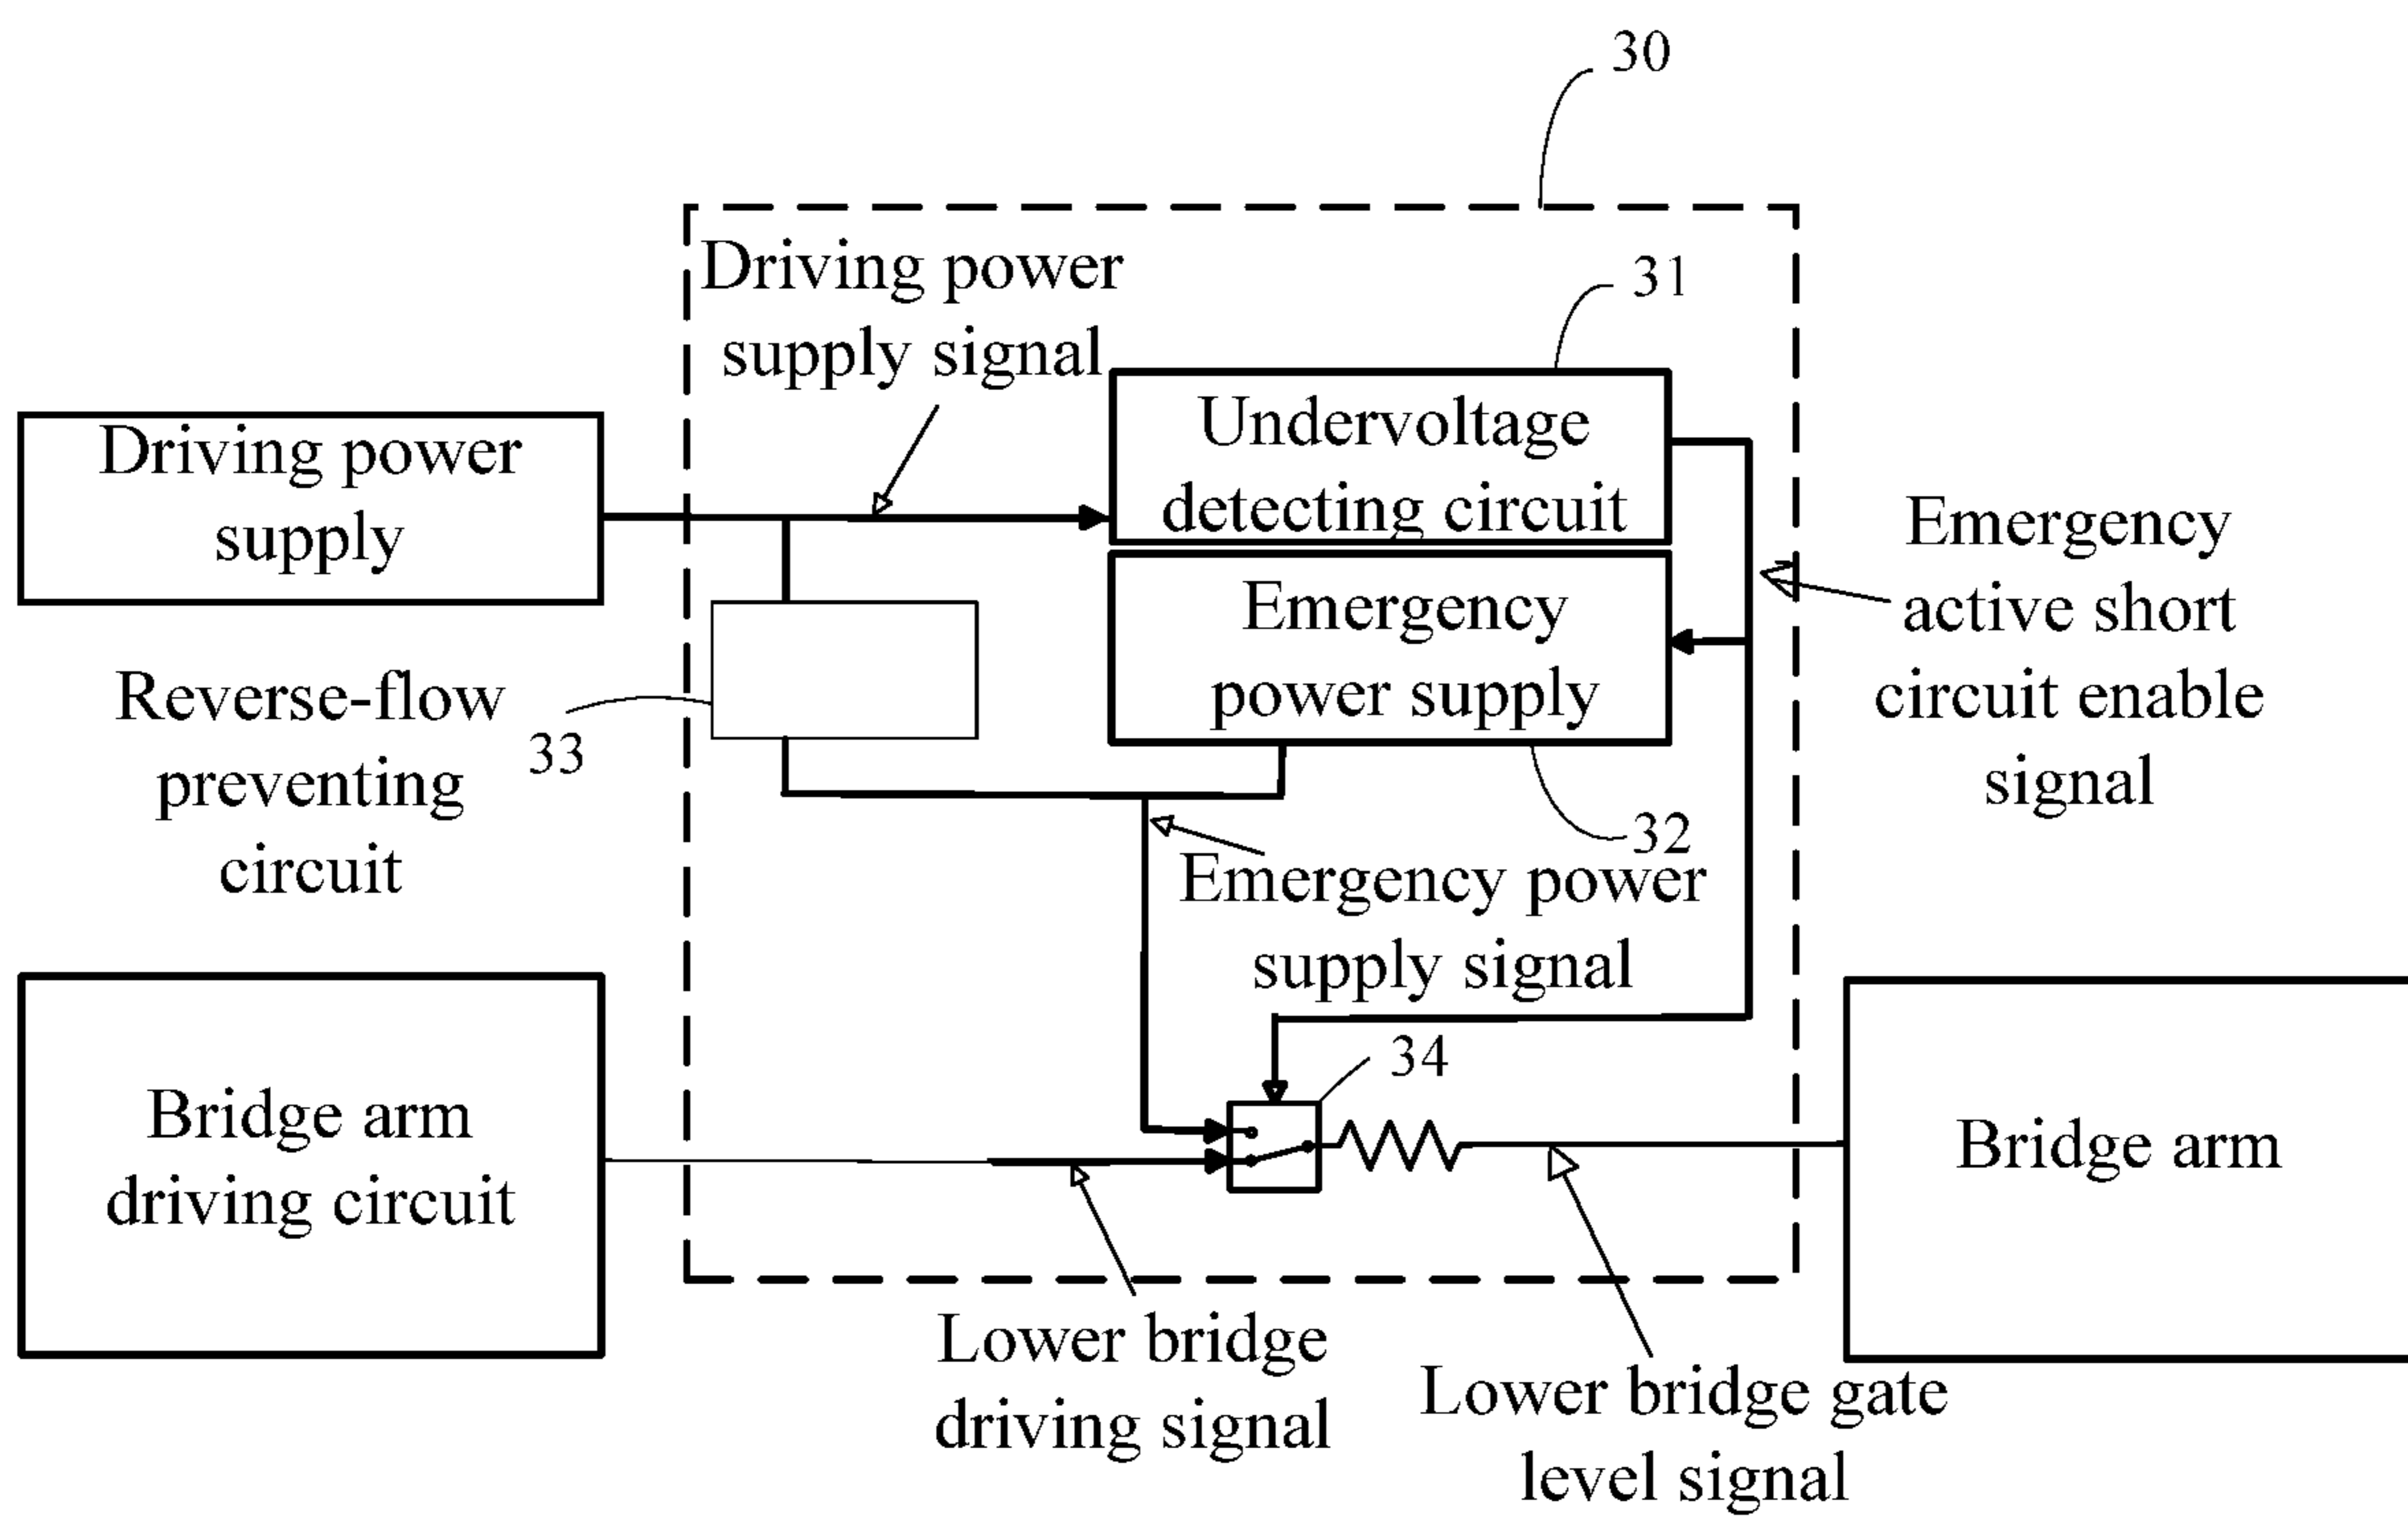 30
Driving power
supply signal
31
Driving power
supply
Undervoltage
detecting circuit
Emergency
active short
circuit enable
signal
Emergency
power supply
Reverse-flow
preventing
circuit
33
32
Emergency power
supply signal
34
Bridge arm
driving circuit
Bridge arm
Lower bridge
driving signal
Lower bridge gate
level signal